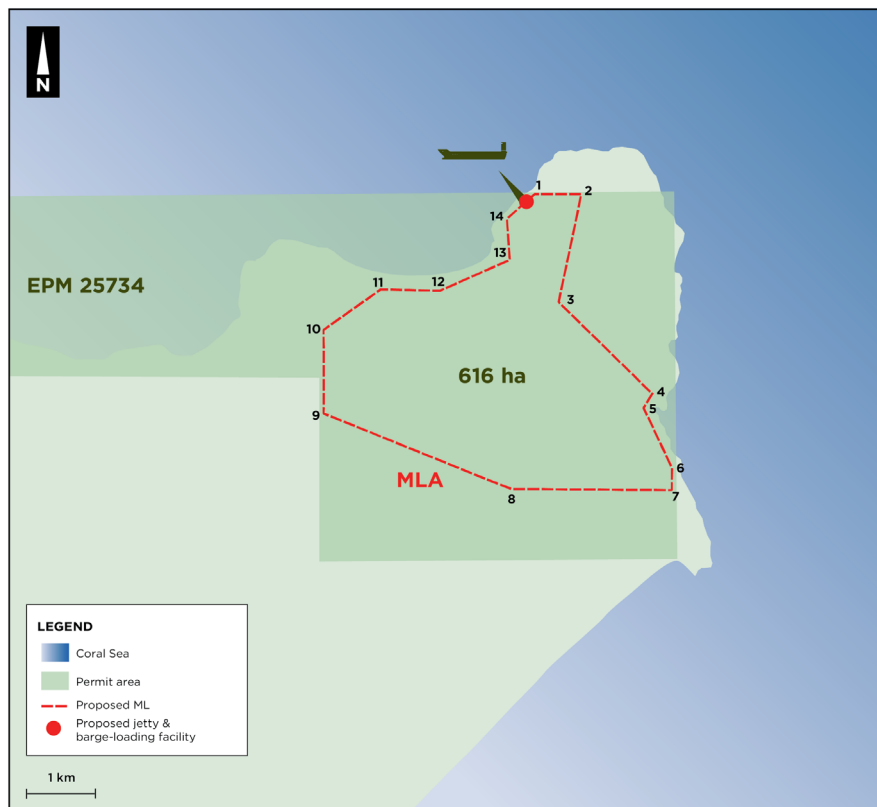 N
1
2
14
13
EPM 25734
11
12
3
10
616 ha
4
5
9
MLA
6
8
7
LEGEND
Coral Sea
Permit area
Proposed ML
Proposed jetty &
barge-loading facility
1 km